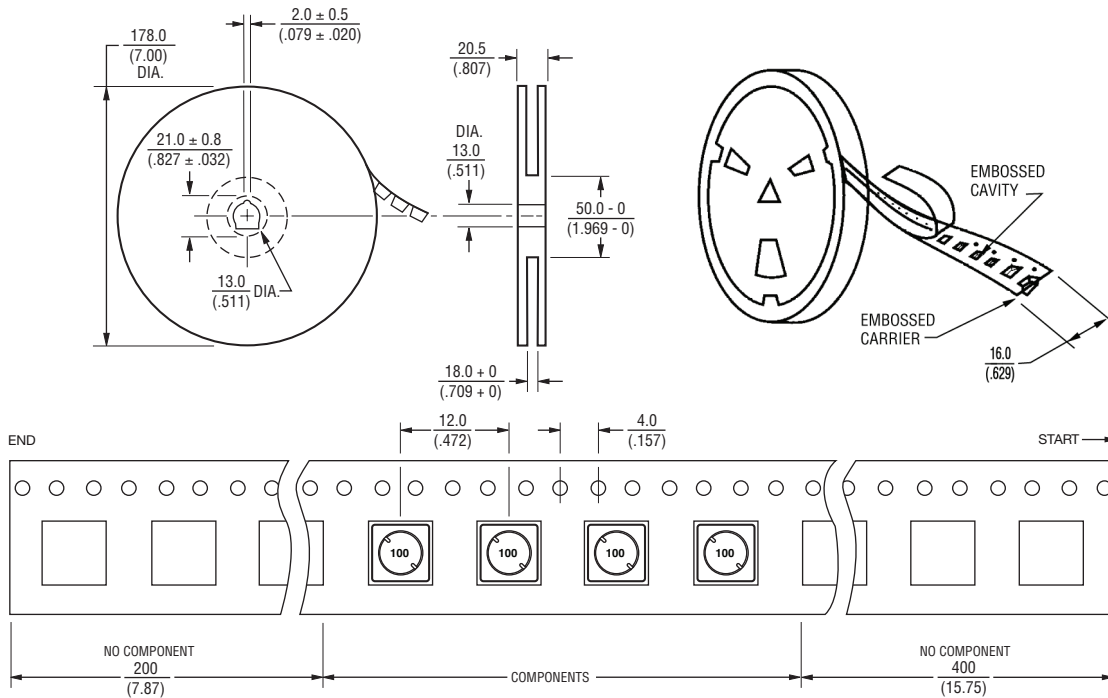 2.0 ± 0.5
(.079 ± .020)
178.0
(7.00)
DIA.
20.5
(.807)
21.0 ± 0.8
(.827 ± .032)
DIA.
13.0
(.511)
50.0 - 0
(1.969 - 0)
13.0
(.511)
DIA.
EMBOSSED
CAVITY
EMBOSSED
CARRIER
16.0
(.629)
18.0 + 0
(.709 + 0)
12.0
(.472)
4.0
(.157)
END
START
100
100
100
100
NO COMPONENT
200
(7.87)
COMPONENTS
NO COMPONENT
400
(15.75)